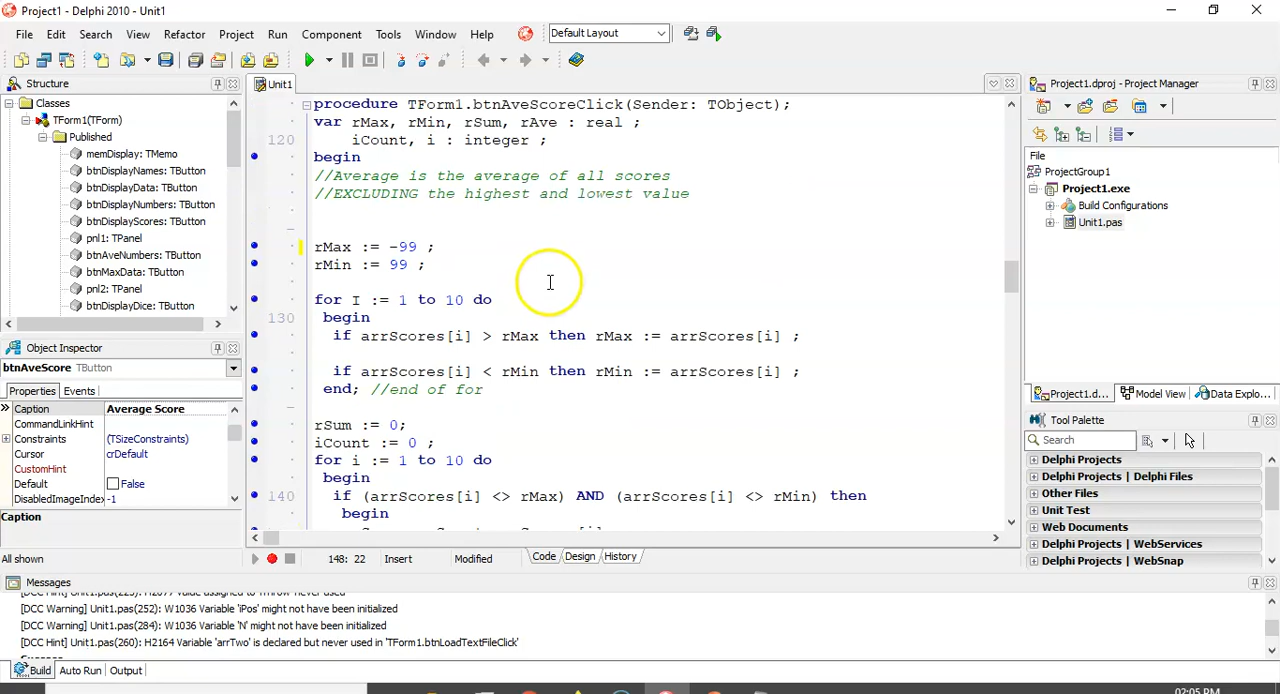 Project1 - Delphi 2010 - Unit1
File Edit Search View Refactor Project Run Component Tools Window Help Default Layout
Structure
Classes
TForm1(TForm)
Published
memDisplay: TMemo
btnDisplayNames: TButton
btnDisplayData: TButton
btnDisplayNumbers: TButton
btnDisplayScores: TButton
pnl1: TPanel
btnAveNumbers: TButton
btnMaxData: TButton
pnl2: TPanel
btnDisplayDice: TButton
Object Inspector
btnAveScore TButton
Properties Events
Caption Average Score
CommandLinkHint
Constraints (TSizeConstraints)
Cursor crDefault
CustomHint
Default False
DisabledImageIndex -1
Caption
All shown
Unit1
procedure TForm1.btnAveScoreClick(Sender: TObject);
var rMax, rMin, rSum, rAve : real ;
120 iCount, i : integer ;
begin
//Average is the average of all scores
//EXCLUDING the highest and lowest value
rMax := -99 ;
rMin := 99 ;
for I := 1 to 10 do
130 begin
if arrScores[i] > rMax then rMax := arrScores[i] ;
if arrScores[i] < rMin then rMin := arrScores[i] ;
end; //end of for
rSum := 0;
iCount := 0 ;
for i := 1 to 10 do
begin
140 if (arrScores[i] <> rMax) AND (arrScores[i] <> rMin) then
begin
148: 22 Insert Modified Code Design History
Project1.dproj - Project Manager
File
ProjectGroup1
Project1.exe
Build Configurations
Unit1.pas
Project1.d... Model View Data Explo...
Tool Palette
Search
Delphi Projects
Delphi Projects | Delphi Files
Other Files
Unit Test
Web Documents
Delphi Projects | WebServices
Delphi Projects | WebSnap
Messages
[DCC Warning] Unit1.pas(252): W1036 Variable 'iPos' might not have been initialized
[DCC Warning] Unit1.pas(284): W1036 Variable 'N' might not have been initialized
[DCC Hint] Unit1.pas(260): H2164 Variable 'arrTwo' is declared but never used in 'TForm1.btnLoadTextFileClick'
Build Auto Run Output
02:05 PM